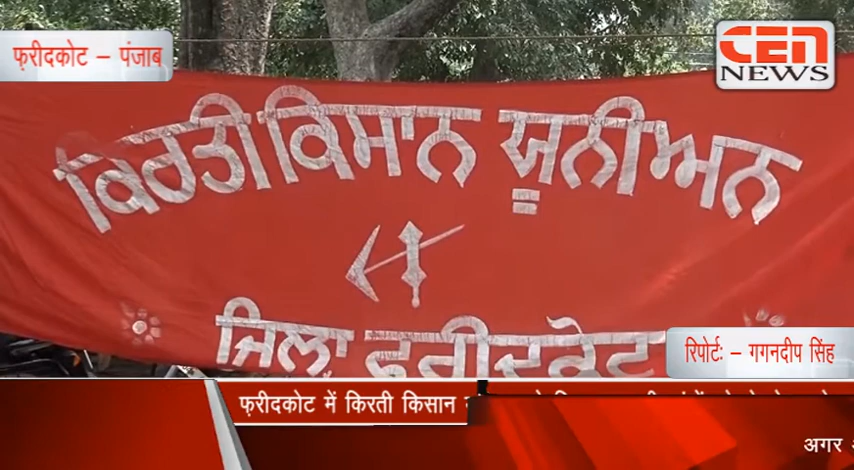 फ़रीदकोट – पंजाब
CEN
NEWS
ਕਿਰਤੀ ਕਿਸਾਨ ਯੂਨੀਅਨ
ਜਿਲ੍ਹਾ ਫਰੀਦਕੋਟ
रिपोर्टः – गगनदीप सिंह
फ़रीदकोट में किरती किसान
अगर